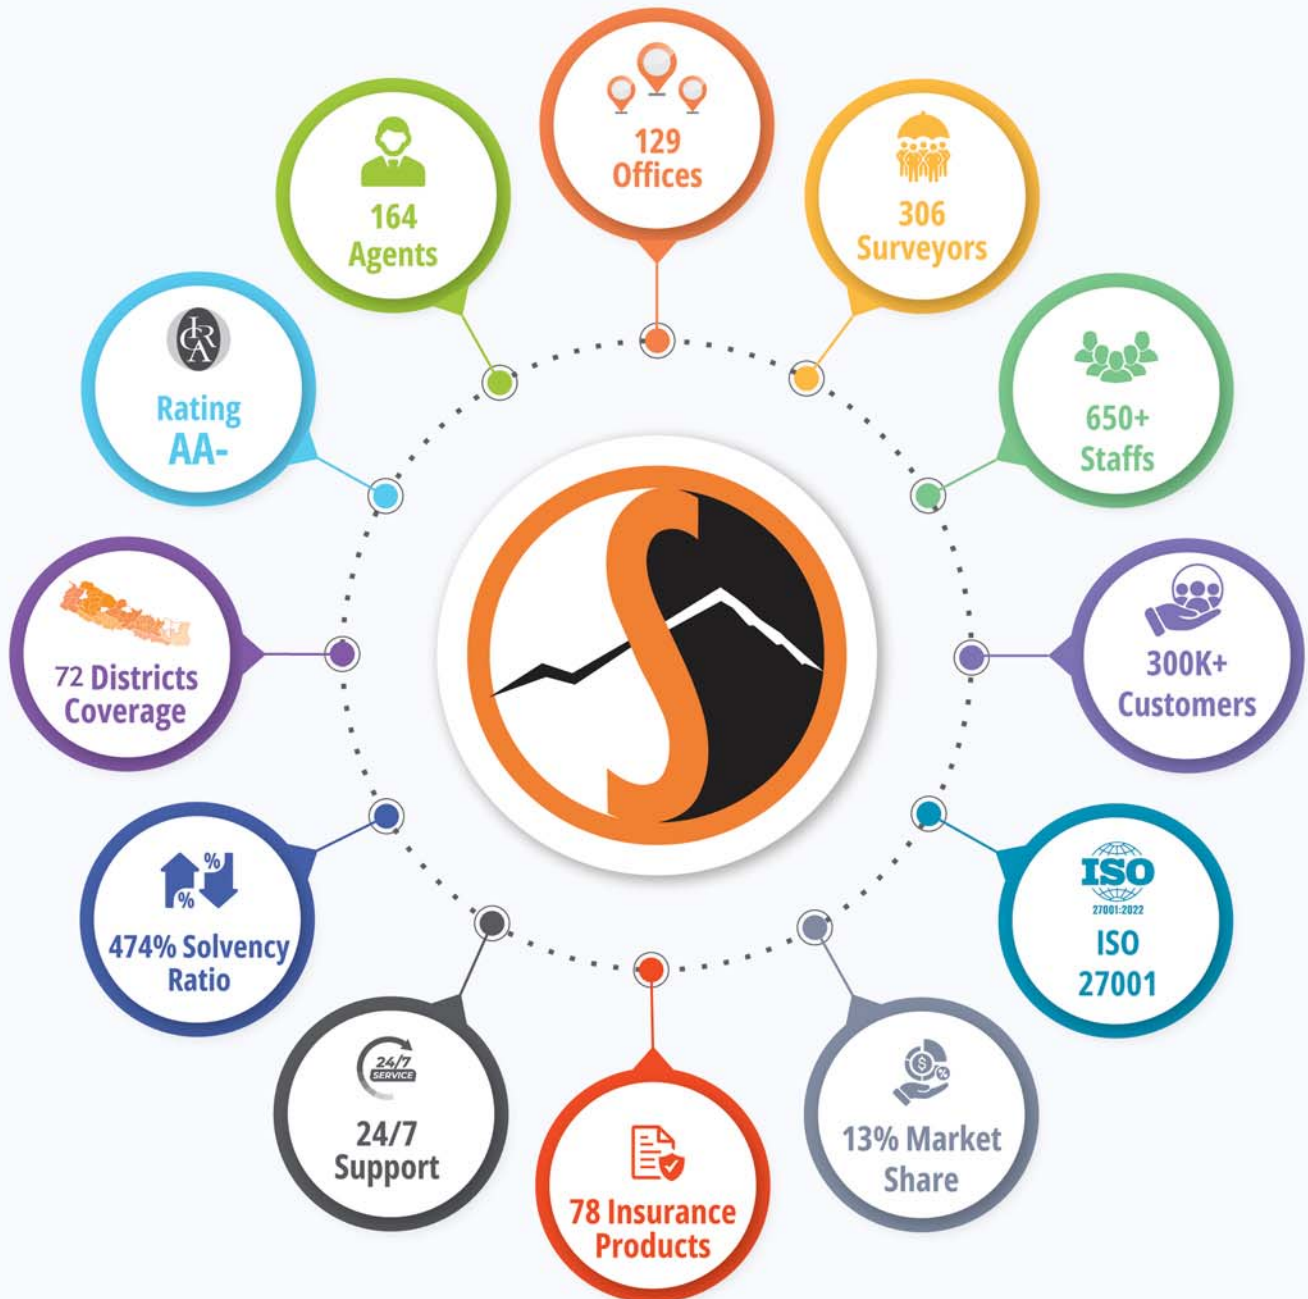 129
Offices
306
Surveyors
650+
Staffs
300K+
Customers
ISO
27001:2022
ISO
27001
13% Market
Share
78 Insurance
Products
24/7
SERVICE
24/7
Support
%
%
474% Solvency
Ratio
72 Districts
Coverage
ICRA
Rating
AA-
164
Agents